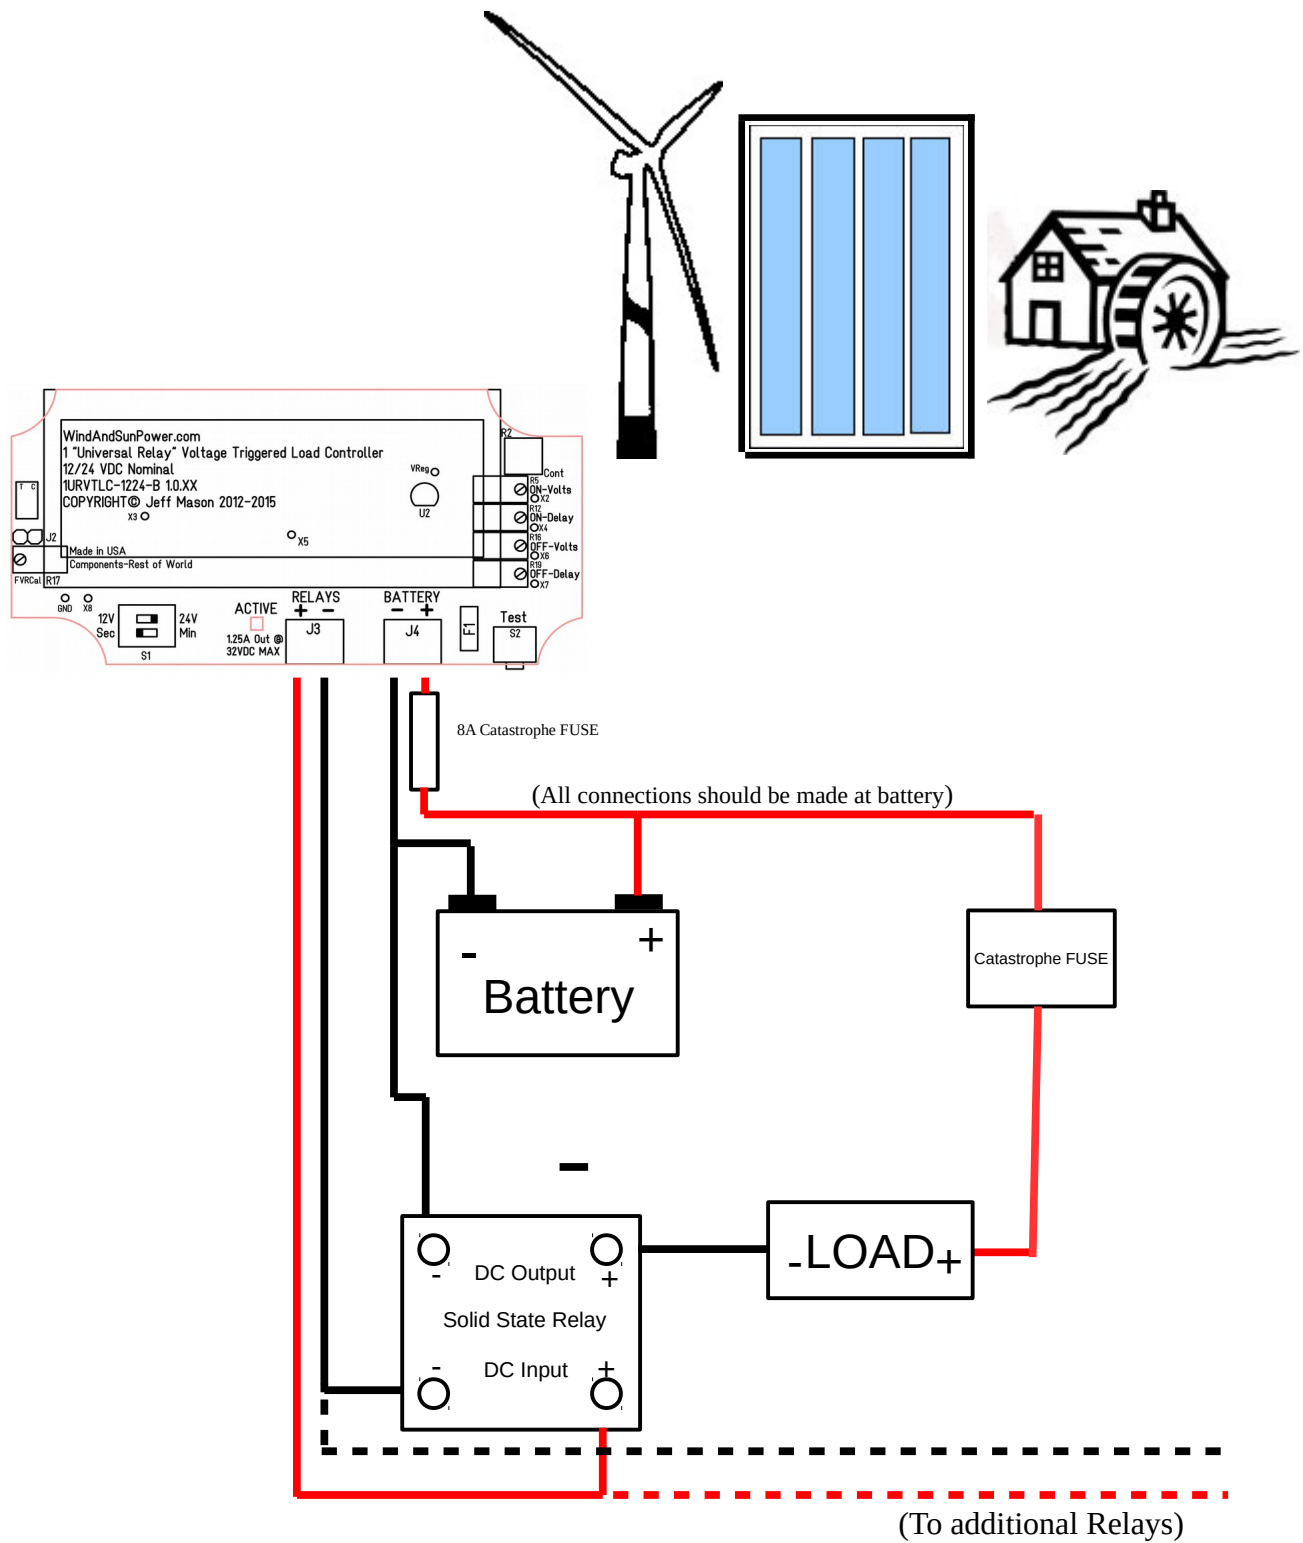 WindAndSunPower.com
1 "Universal Relay" Voltage Triggered Load Controller
12/24 VDC Nominal
1URVTLC-1224-B 1.0.XX
COPYRIGHT© Jeff Mason 2012-2015
X3
X5
VReg
U2
R2
Cont
R5
ON-Volts
X2
R12
ON-Delay
X4
R16
OFF-Volts
X6
R19
OFF-Delay
X7
T C
J2
Made in USA
Components-Rest of World
FVRCal R17
GND X8
12V 24V
Sec Min
S1
ACTIVE
1.25A Out @
32VDC MAX
RELAYS
+ -
J3
BATTERY
- +
J4
F1
Test
S2
8A Catastrophe FUSE
(All connections should be made at battery)
- +
Battery
Catastrophe FUSE
-
-LOAD+
- DC Output +
Solid State Relay
- DC Input +
(To additional Relays)